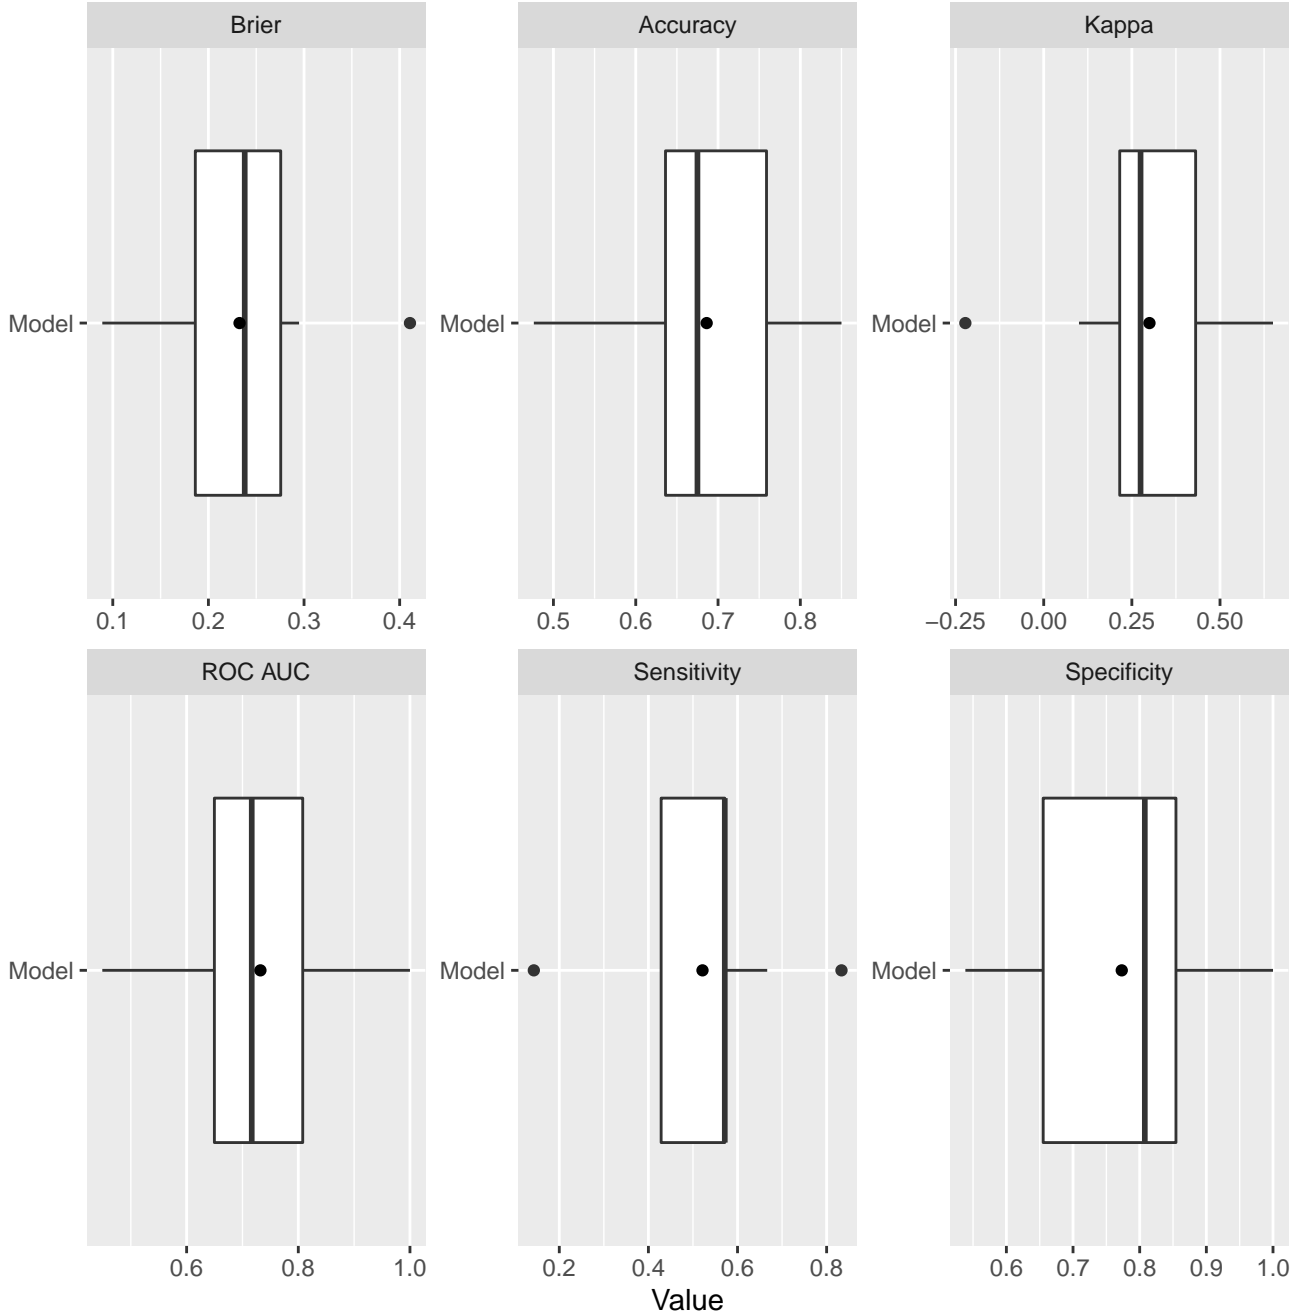 Brier Accuracy Kappa
Model Model Model
0.1 0.2 0.3 0.4 0.5 0.6 0.7 0.8 −0.25 0.00 0.25 0.50
ROC AUC Sensitivity Specificity
Model Model Model
0.6 0.8 1.0 0.2 0.4 0.6 0.8 0.6 0.7 0.8 0.9 1.0
Value